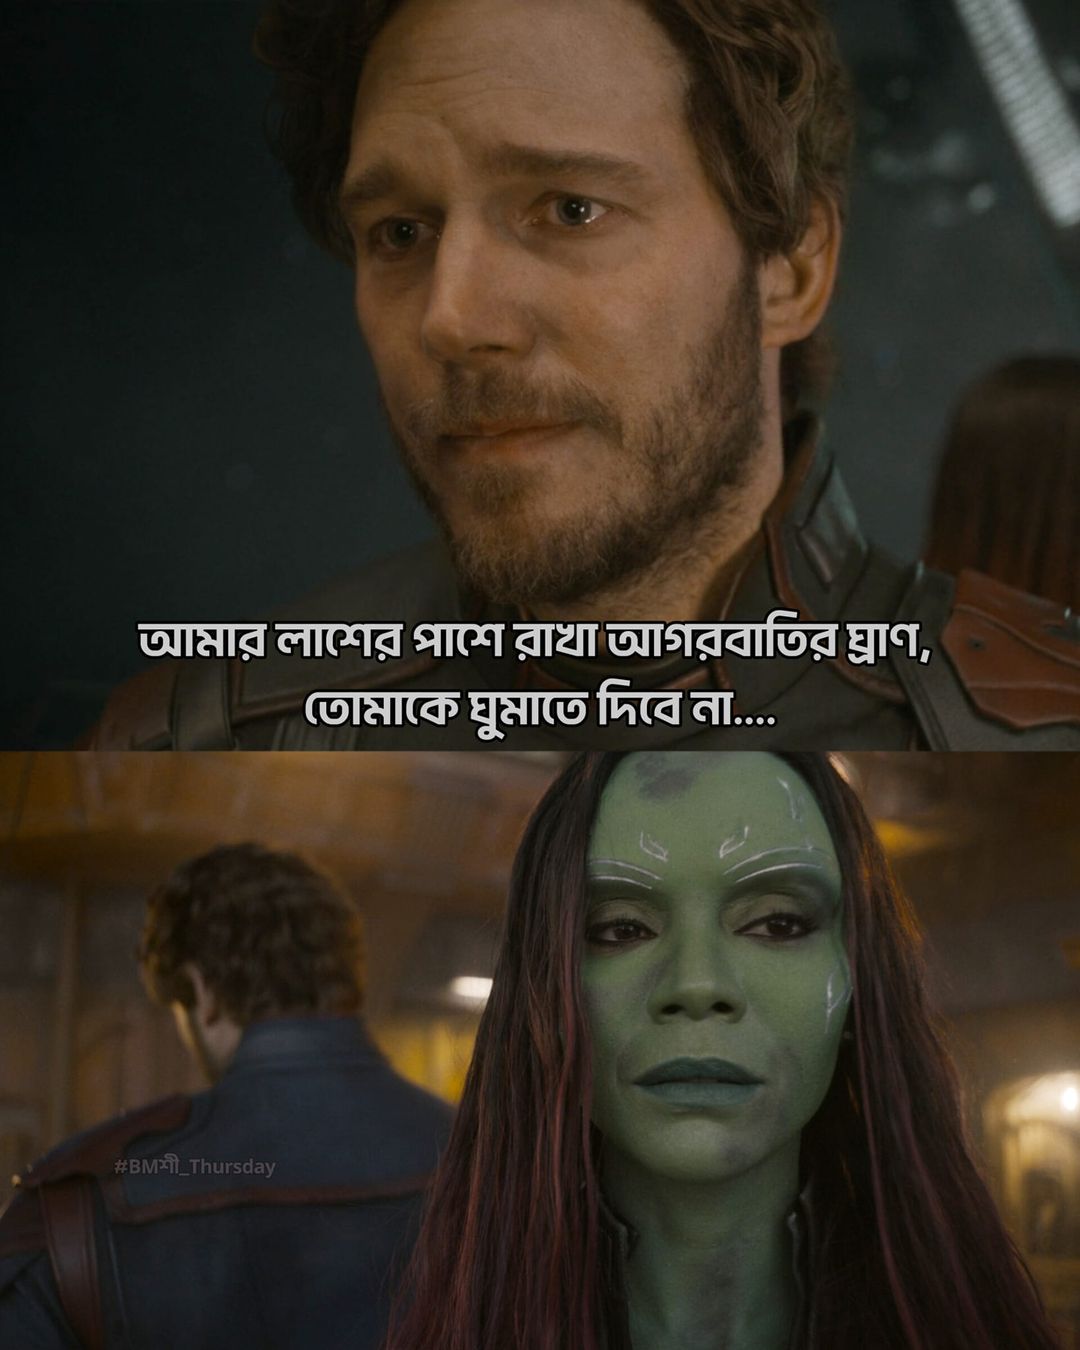 আমার লাশের পাশে রাখা আগরবাতির ঘ্রাণ,
তোমাকে ঘুমাতে দিবে না....
#BMশী_Thursday